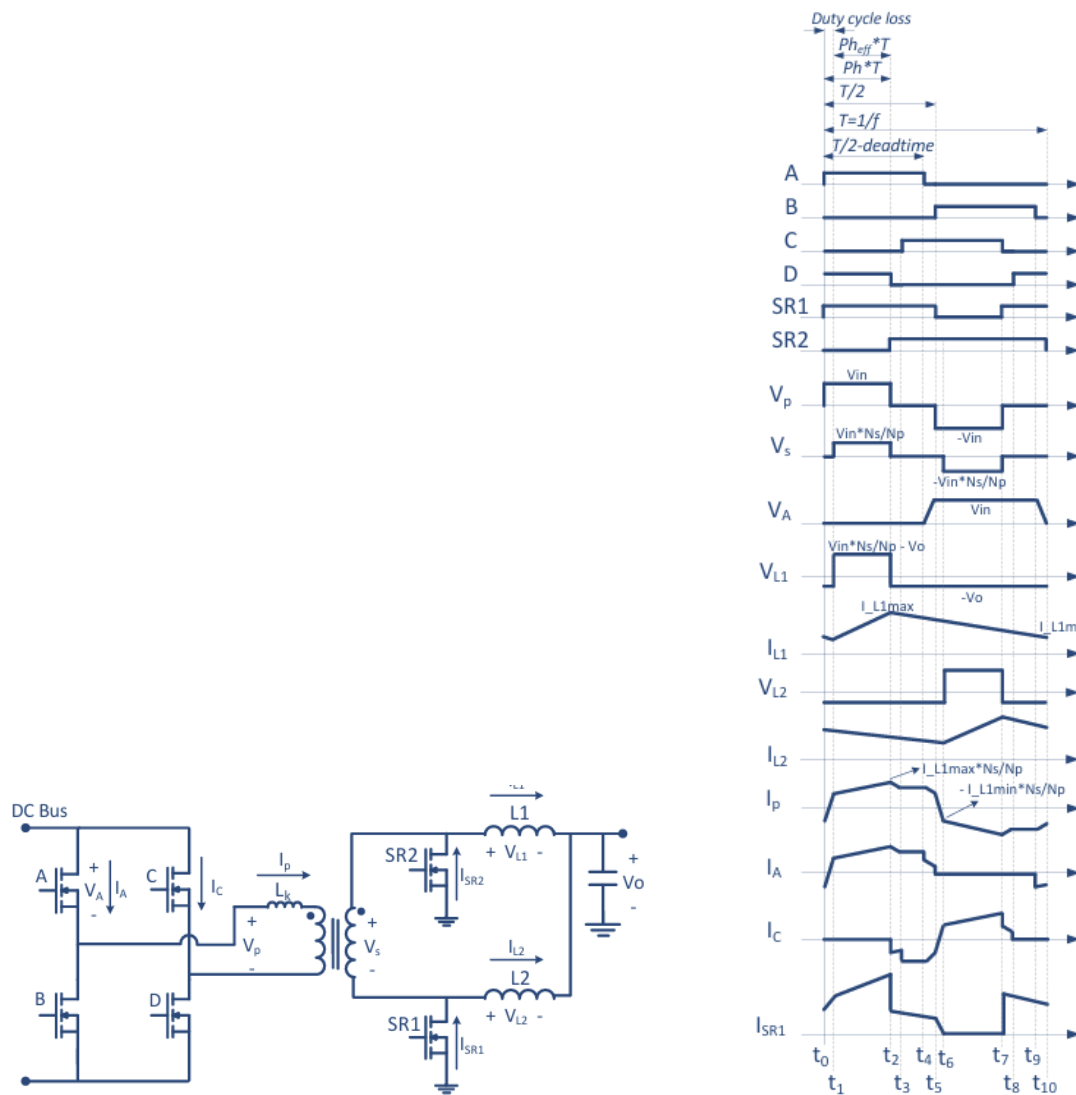 Duty cycle loss
Ph_eff*T
Ph*T
T/2
T=1/f
T/2-deadtime
A
B
C
D
SR1
SR2
V_p
Vin
-Vin
V_s
Vin*Ns/Np
-Vin*Ns/Np
V_A
Vin
V_L1
Vin*Ns/Np - Vo
-Vo
I_L1
I_L1max
I_L1m
V_L2
I_L2
I_p
I_L1max*Ns/Np
- I_L1min*Ns/Np
I_A
I_C
I_SR1
t_0 t_2 t_4 t_6 t_7 t_9
t_1 t_3 t_5 t_8 t_10
DC Bus
A
+
V_A
-
I_A
C
I_C
B
D
I_p
L_k
+
V_p
-
+
V_s
-
SR2
I_SR2
L1
+ V_L1 -
+
Vo
-
I_L2
L2
+ V_L2 -
SR1
I_SR1